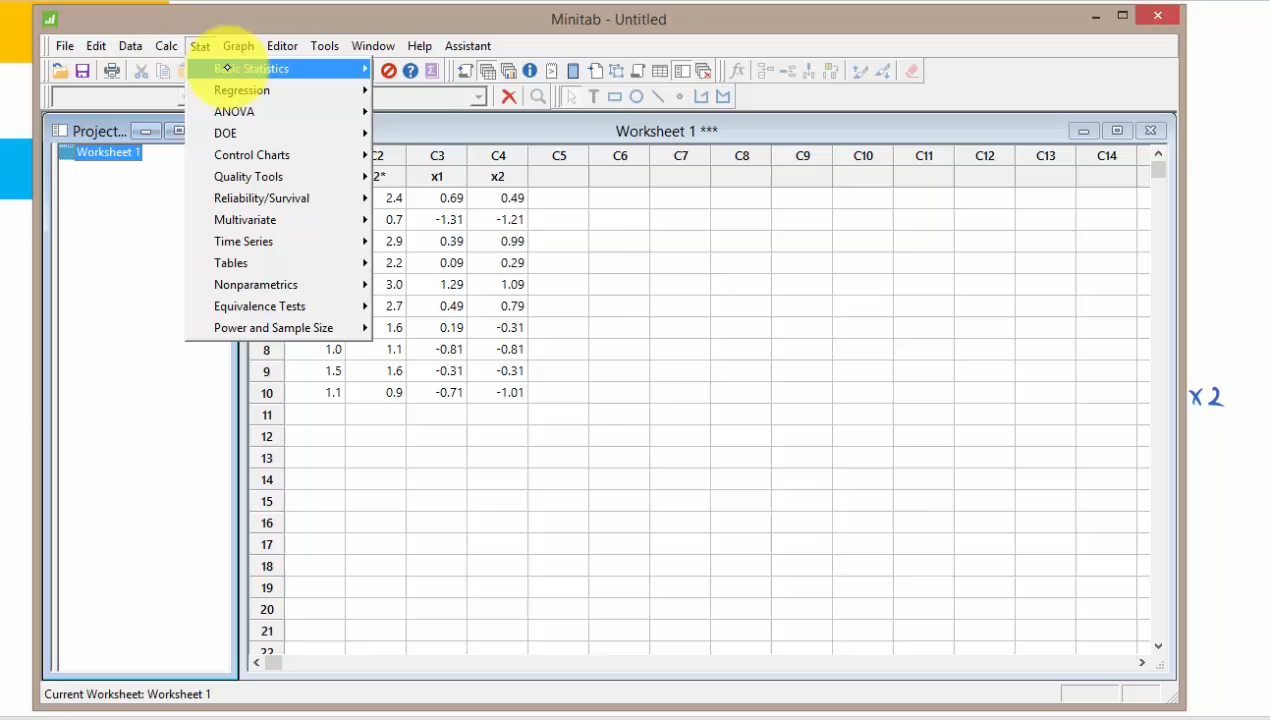 Minitab - Untitled
File Edit Data Calc Stat Graph Editor Tools Window Help Assistant
Basic Statistics
Regression
ANOVA
DOE
Control Charts
Quality Tools
Reliability/Survival
Multivariate
Time Series
Tables
Nonparametrics
Equivalence Tests
Power and Sample Size
Project...
Worksheet 1
Worksheet 1 ***
C2 C3 C4 C5 C6 C7 C8 C9 C10 C11 C12 C13 C14
2* x1 x2
2.4 0.69 0.49
0.7 -1.31 -1.21
2.9 0.39 0.99
2.2 0.09 0.29
3.0 1.29 1.09
2.7 0.49 0.79
1.6 0.19 -0.31
8 1.0 1.1 -0.81 -0.81
9 1.5 1.6 -0.31 -0.31
10 1.1 0.9 -0.71 -1.01
11
12
13
14
15
16
17
18
19
20
21
22
x2
Current Worksheet: Worksheet 1